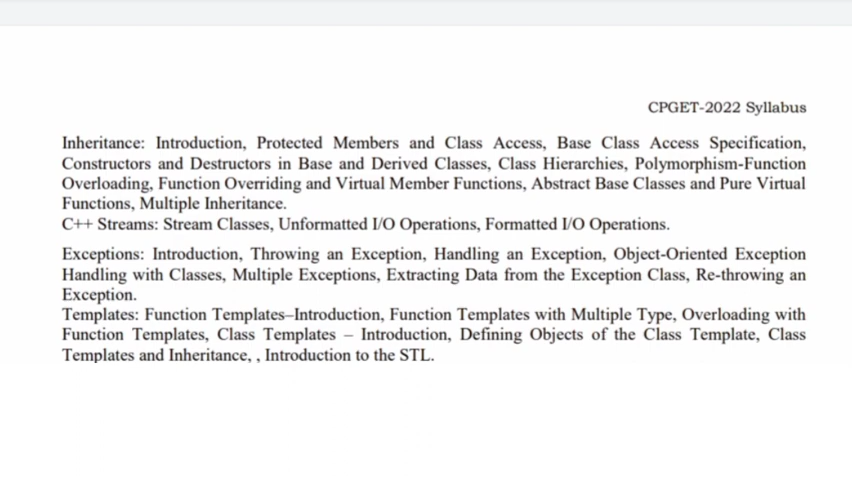 CPGET-2022 Syllabus
Inheritance: Introduction, Protected Members and Class Access, Base Class Access Specification,
Constructors and Destructors in Base and Derived Classes, Class Hierarchies, Polymorphism-Function
Overloading, Function Overriding and Virtual Member Functions, Abstract Base Classes and Pure Virtual
Functions, Multiple Inheritance.
C++ Streams: Stream Classes, Unformatted I/O Operations, Formatted I/O Operations.
Exceptions: Introduction, Throwing an Exception, Handling an Exception, Object-Oriented Exception
Handling with Classes, Multiple Exceptions, Extracting Data from the Exception Class, Re-throwing an
Exception.
Templates: Function Templates–Introduction, Function Templates with Multiple Type, Overloading with
Function Templates, Class Templates – Introduction, Defining Objects of the Class Template, Class
Templates and Inheritance, , Introduction to the STL.